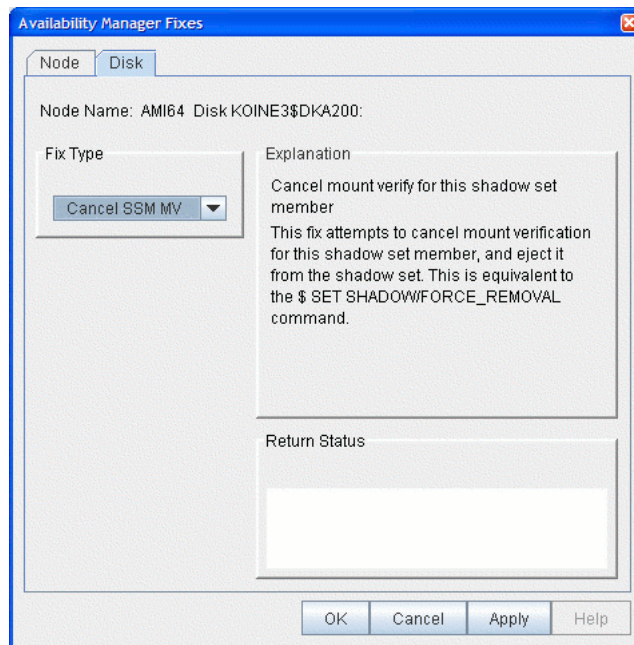 Availability Manager Fixes
Node
Disk
Node Name: AMI64 Disk KOINE3$DKA200:
Fix Type
Cancel SSM MV
Explanation
Cancel mount verify for this shadow set
member
This fix attempts to cancel mount verification
for this shadow set member, and eject it
from the shadow set. This is equivalent to
the $ SET SHADOW/FORCE_REMOVAL
command.
Return Status
OK
Cancel
Apply
Help